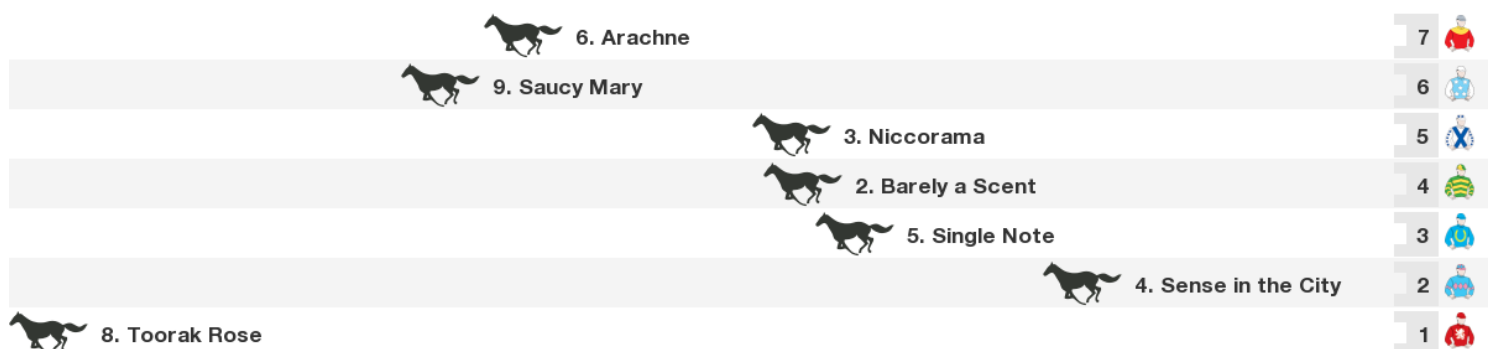 6. Arachne 7
9. Saucy Mary 6
3. Niccorama 5
2. Barely a Scent 4
5. Single Note 3
4. Sense in the City 2
8. Toorak Rose 1